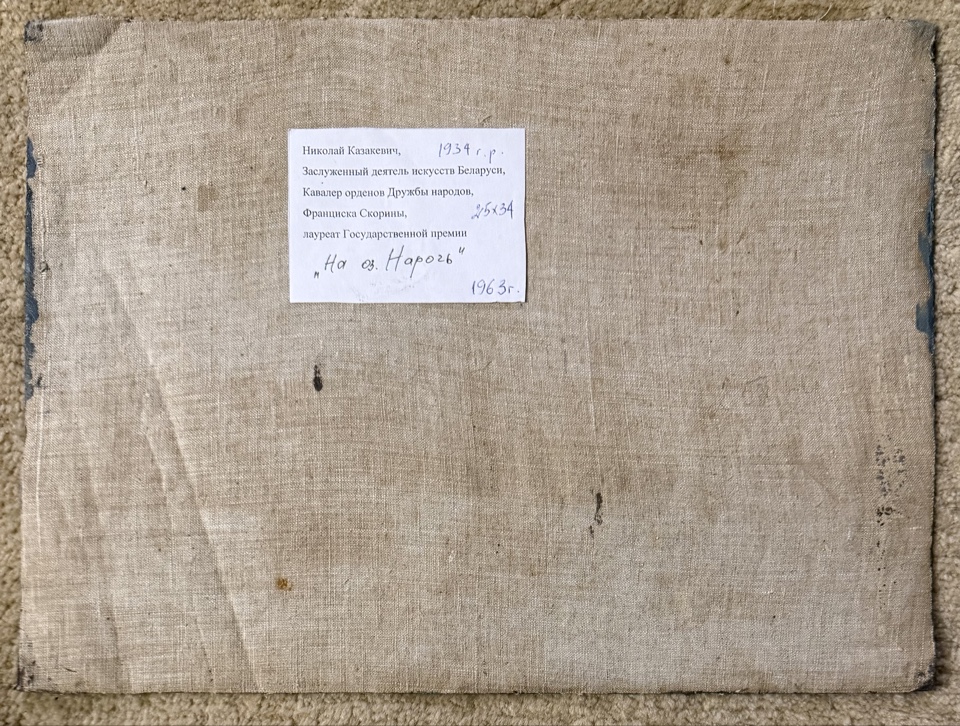 Николай Казакевич, 1934 г.р.
Заслуженный деятель искусств Беларуси,
Кавалер орденов Дружбы народов,
Франциска Скорины, 25х34
лауреат Государственной премии
„На оз. Нарочь"
1963г.